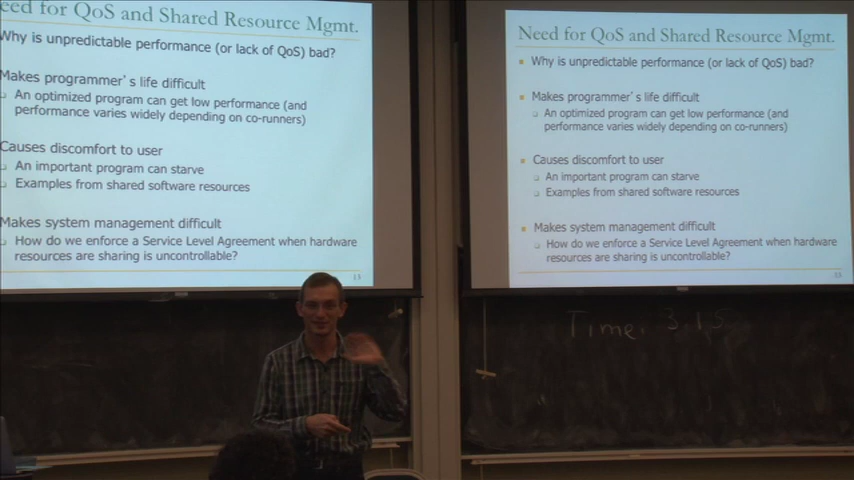 eed for QoS and Shared Resource Mgmt.
Why is unpredictable performance (or lack of QoS) bad?
Makes programmer's life difficult
An optimized program can get low performance (and
performance varies widely depending on co-runners)
Causes discomfort to user
An important program can starve
Examples from shared software resources
Makes system management difficult
How do we enforce a Service Level Agreement when hardware
resources are sharing is uncontrollable?
13
Need for QoS and Shared Resource Mgmt.
Why is unpredictable performance (or lack of QoS) bad?
Makes programmer's life difficult
An optimized program can get low performance (and
performance varies widely depending on co-runners)
Causes discomfort to user
An important program can starve
Examples from shared software resources
Makes system management difficult
How do we enforce a Service Level Agreement when hardware
resources are sharing is uncontrollable?
13
Time: 3.15